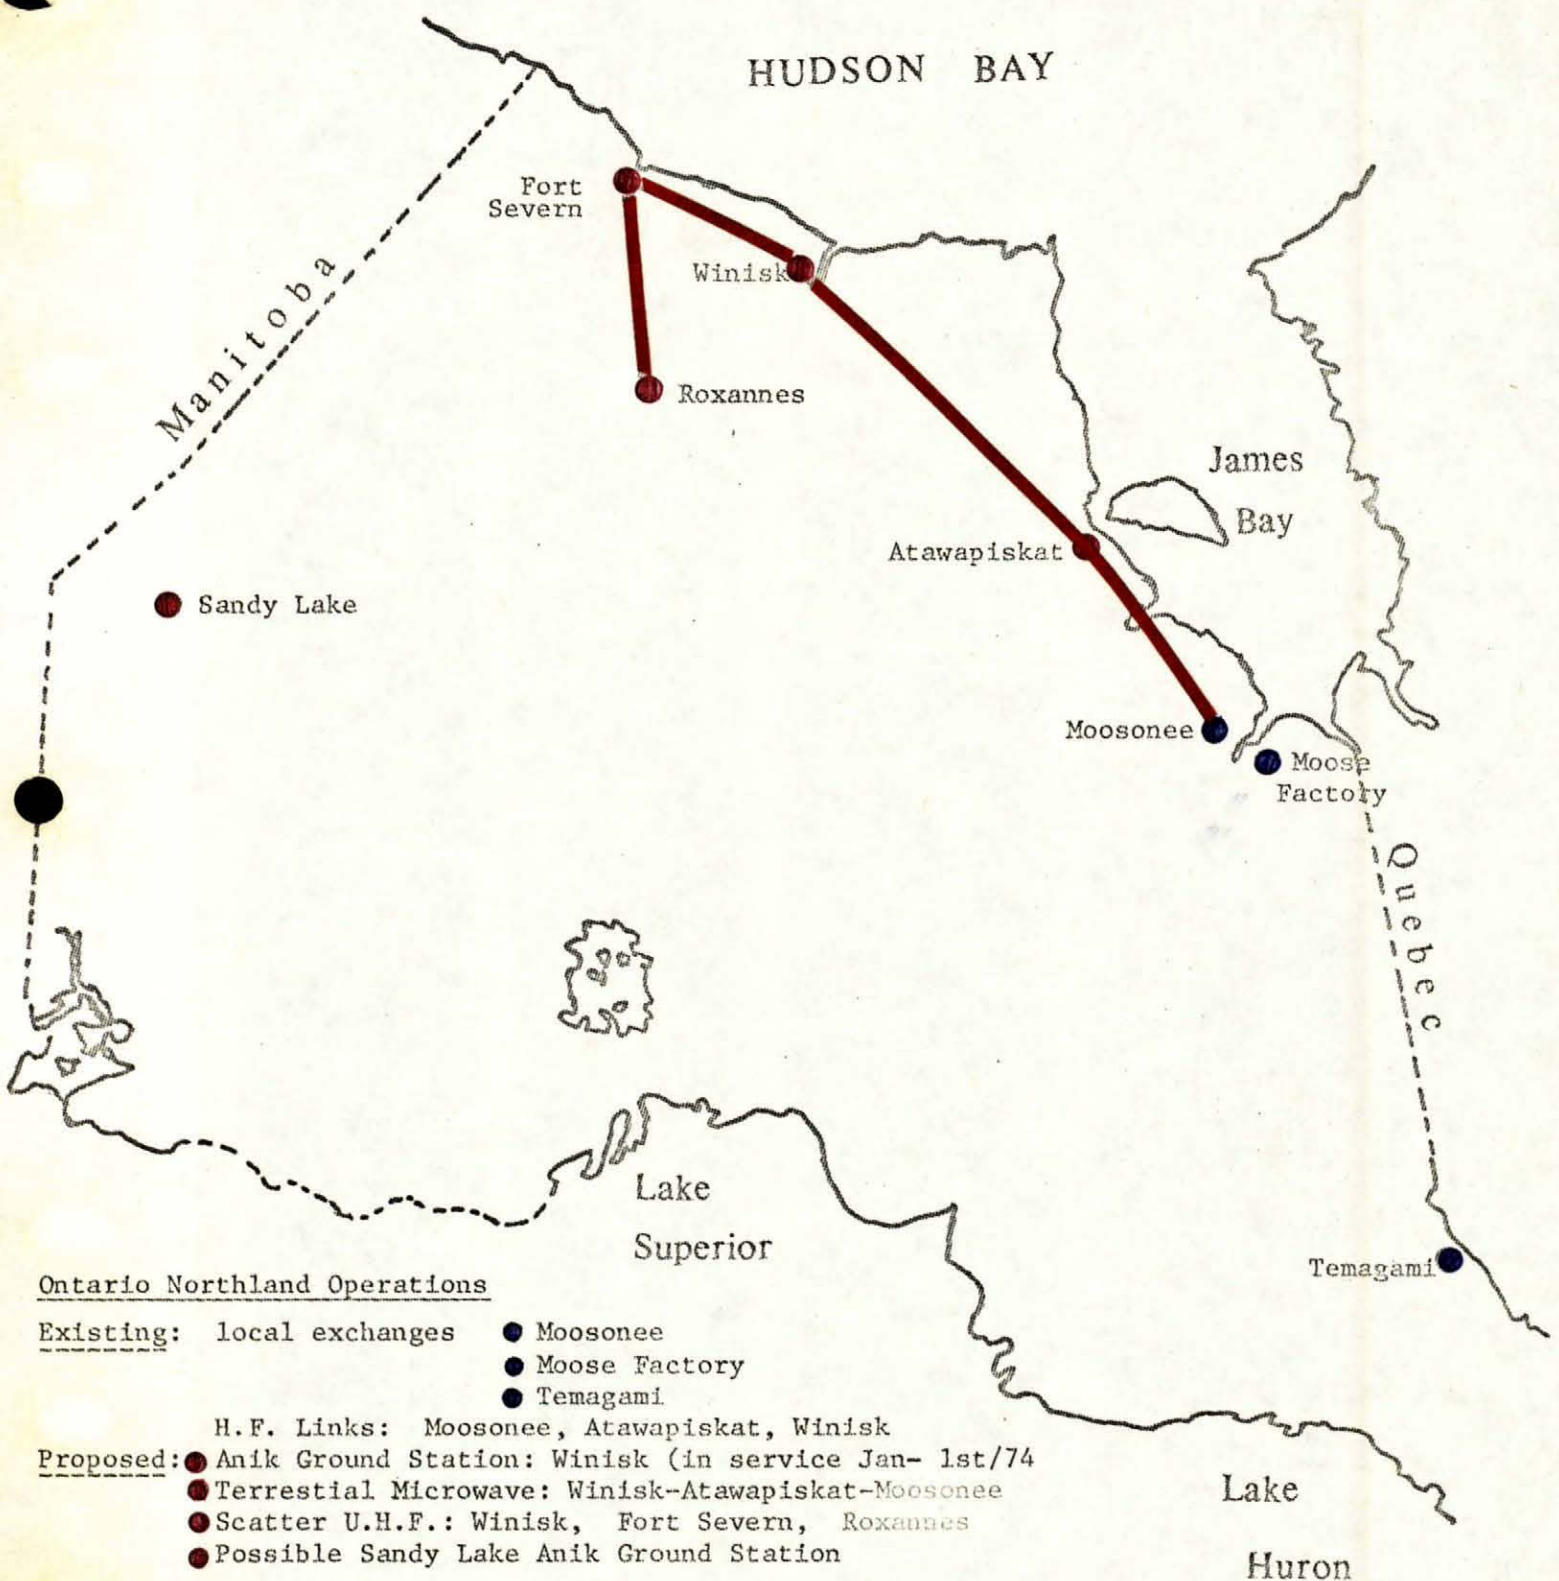 HUDSON BAY
Fort
Severn
Winisk
Manitoba
Roxannes
James
Bay
Atawapiskat
Sandy Lake
Moosonee
Moose
Factory
Quebec
Lake
Superior
Temagami
Ontario Northland Operations
Existing: local exchanges Moosonee
Moose Factory
Temagami
H.F. Links: Moosonee, Atawapiskat, Winisk
Proposed: Anik Ground Station: Winisk (in service Jan- 1st/74
Terrestial Microwave: Winisk-Atawapiskat-Moosonee
Scatter U.H.F.: Winisk, Fort Severn, Roxannes
Possible Sandy Lake Anik Ground Station
Lake
Huron